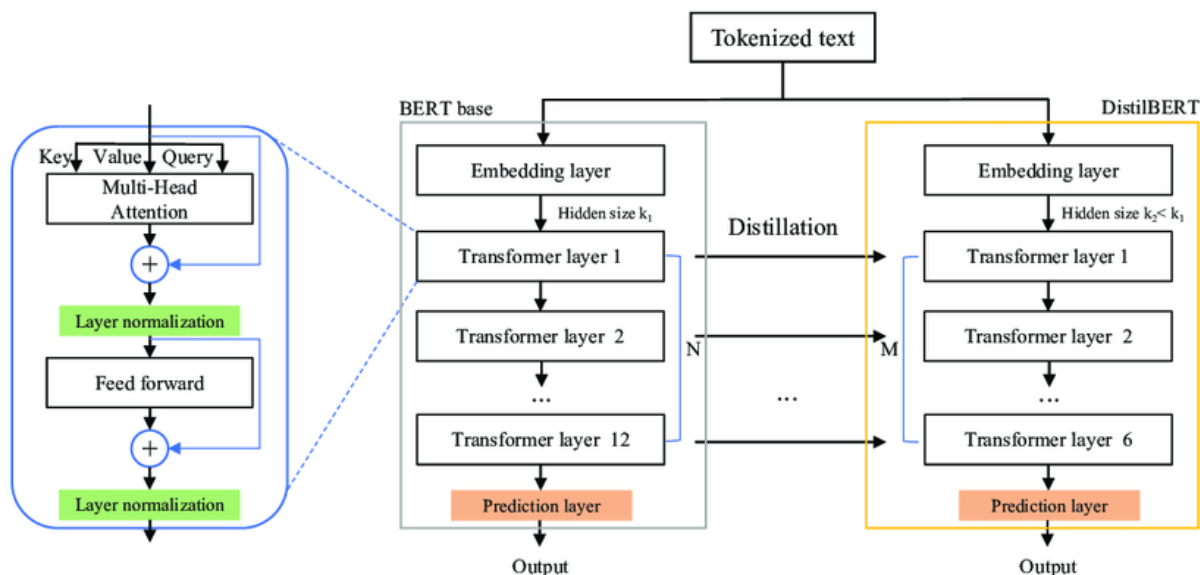 Tokenized text
BERT base
DistilBERT
Key Value Query
Multi-Head
Attention
+
Layer normalization
Feed forward
+
Layer normalization
Embedding layer
Hidden size k₁
Transformer layer 1
Transformer layer 2
...
Transformer layer 12
Prediction layer
Output
N
Distillation
...
M
Embedding layer
Hidden size k₂< k₁
Transformer layer 1
Transformer layer 2
...
Transformer layer 6
Prediction layer
Output